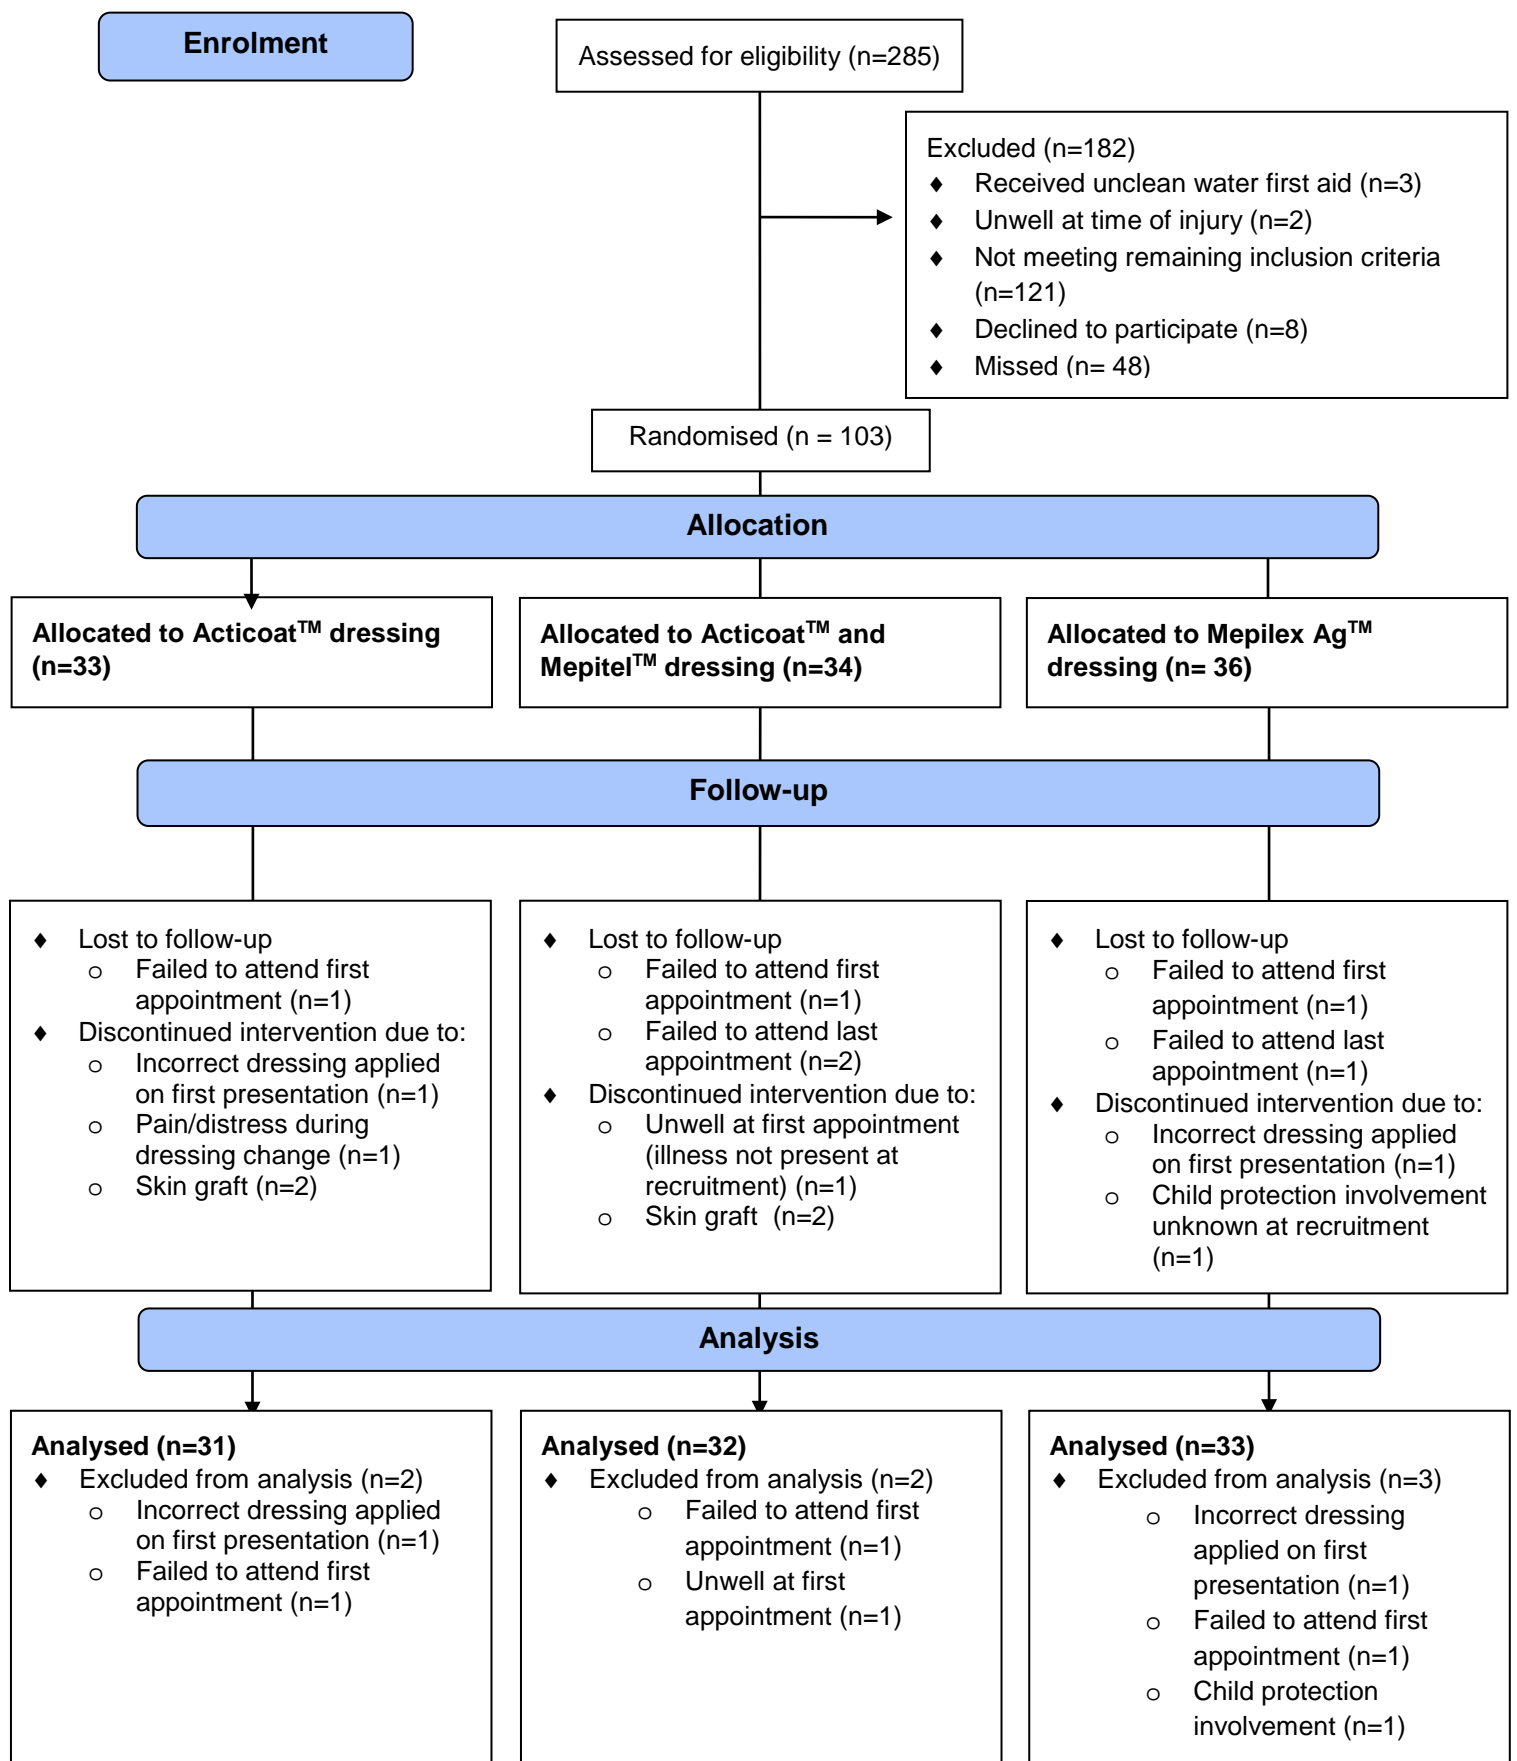 Enrolment
Assessed for eligibility (n=285)
Excluded (n=182)
♦ Received unclean water first aid (n=3)
♦ Unwell at time of injury (n=2)
♦ Not meeting remaining inclusion criteria
(n=121)
♦ Declined to participate (n=8)
♦ Missed (n= 48)
Randomised (n = 103)
Allocation
Allocated to Acticoat™ dressing
(n=33)
Allocated to Acticoat™ and
Mepitel™ dressing (n=34)
Allocated to Mepilex Ag™
dressing (n= 36)
Follow-up
♦ Lost to follow-up
o Failed to attend first
appointment (n=1)
♦ Discontinued intervention due to:
o Incorrect dressing applied
on first presentation (n=1)
o Pain/distress during
dressing change (n=1)
o Skin graft (n=2)
♦ Lost to follow-up
o Failed to attend first
appointment (n=1)
o Failed to attend last
appointment (n=2)
♦ Discontinued intervention due to:
o Unwell at first appointment
(illness not present at
recruitment) (n=1)
o Skin graft (n=2)
♦ Lost to follow-up
o Failed to attend first
appointment (n=1)
o Failed to attend last
appointment (n=1)
♦ Discontinued intervention due to:
o Incorrect dressing applied
on first presentation (n=1)
o Child protection involvement
unknown at recruitment
(n=1)
Analysis
Analysed (n=31)
♦ Excluded from analysis (n=2)
o Incorrect dressing applied
on first presentation (n=1)
o Failed to attend first
appointment (n=1)
Analysed (n=32)
♦ Excluded from analysis (n=2)
o Failed to attend first
appointment (n=1)
o Unwell at first
appointment (n=1)
Analysed (n=33)
♦ Excluded from analysis (n=3)
o Incorrect dressing
applied on first
presentation (n=1)
o Failed to attend first
appointment (n=1)
o Child protection
involvement (n=1)